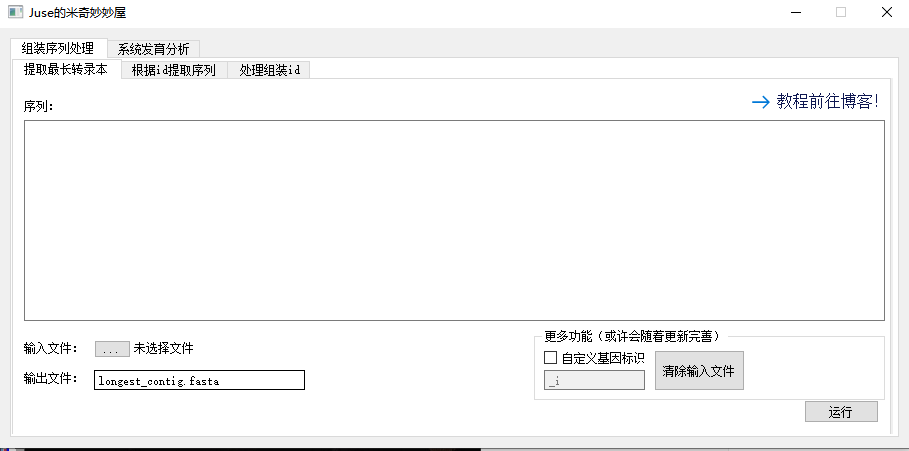 Juse的米奇妙妙屋
组装序列处理 系统发育分析
提取最长转录本 根据id提取序列 处理组装id
序列: → 教程前往博客!
输入文件: ... 未选择文件
输出文件: longest_contig.fasta
更多功能（或许会随着更新完善）
自定义基因标识
_i
清除输入文件
运行